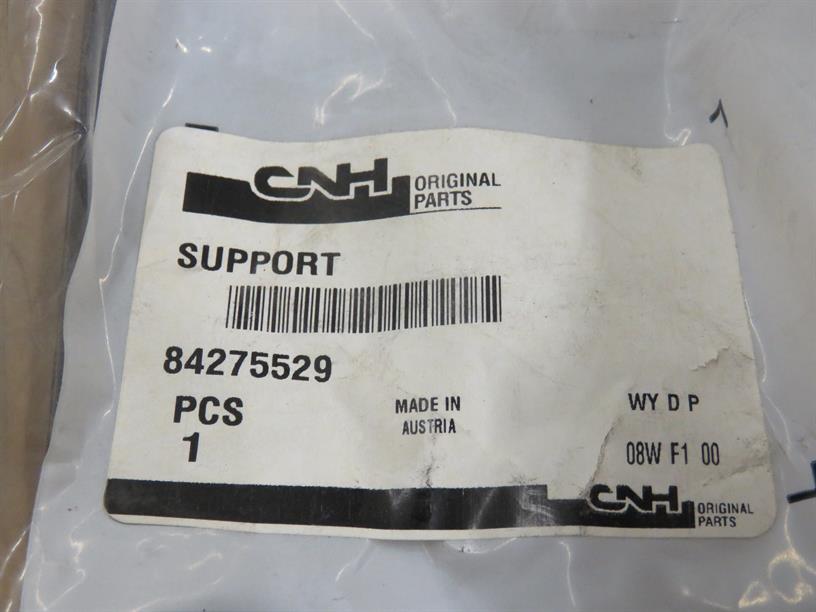 CNH ORIGINAL
PARTS
SUPPORT
84275529
PCS
1
MADE IN
AUSTRIA
WY D P
08W F1 00
CNH ORIGINAL
PARTS